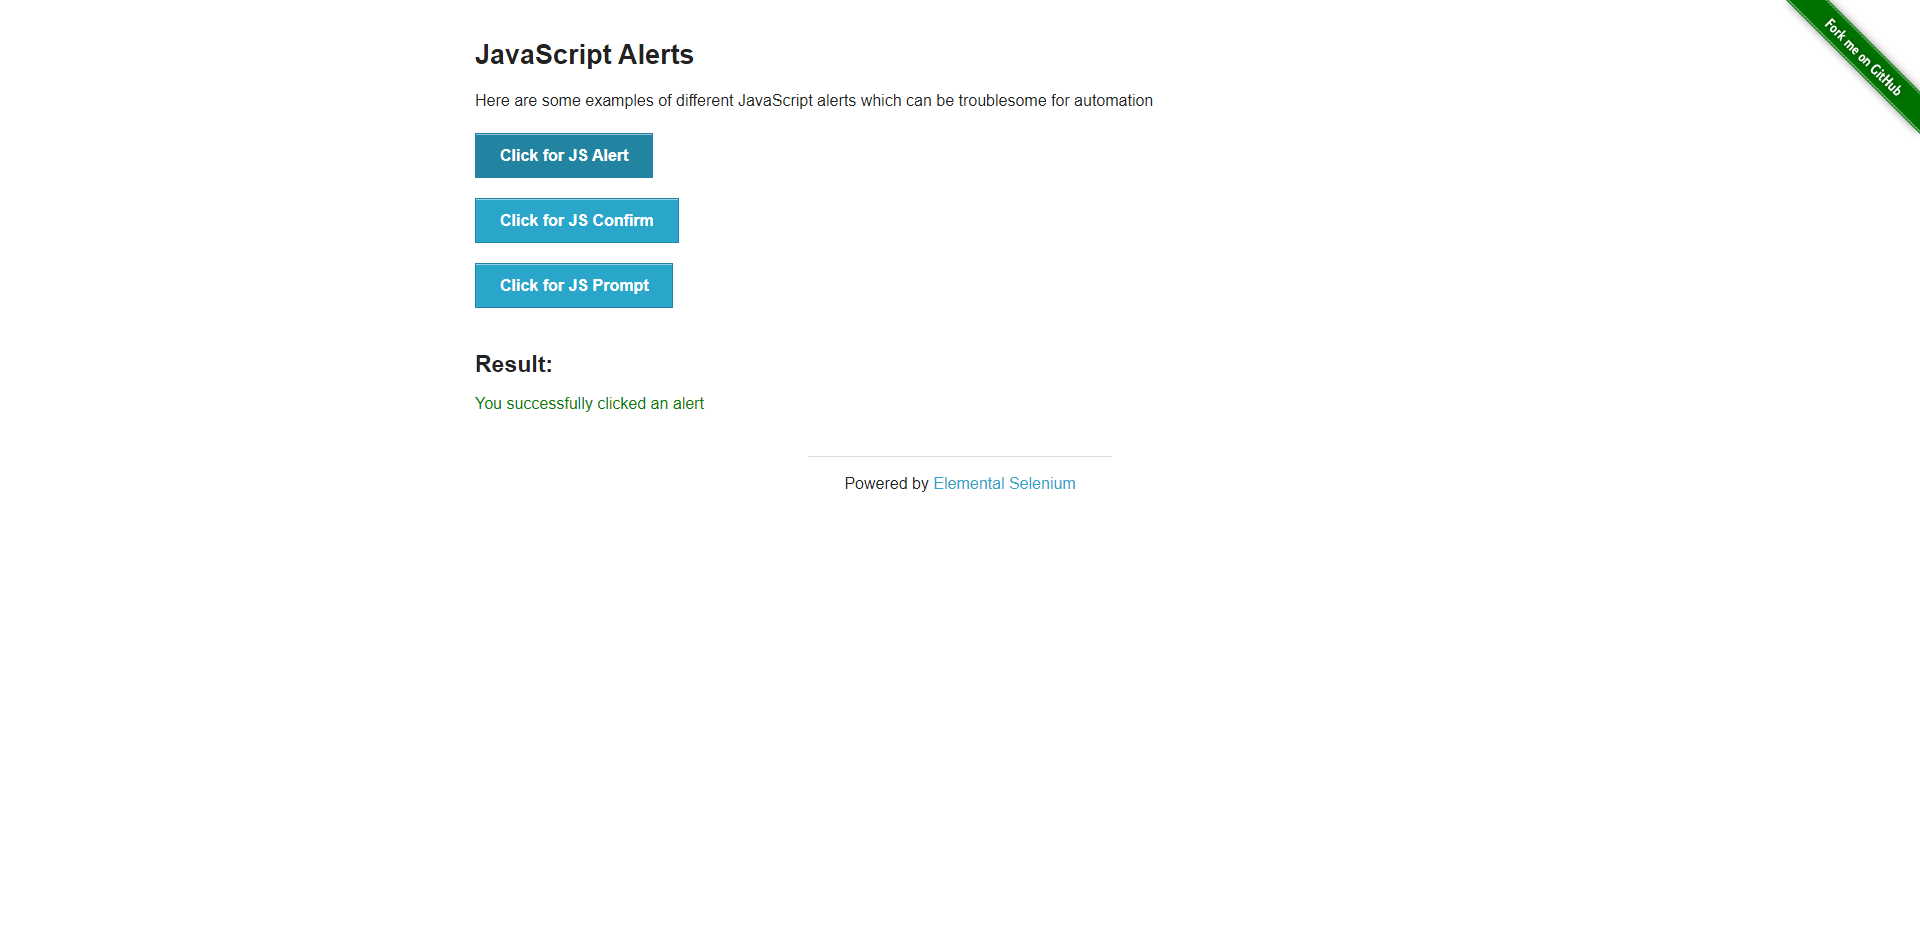 Fork me on GitHub
JavaScript Alerts
Here are some examples of different JavaScript alerts which can be troublesome for automation
Click for JS Alert
Click for JS Confirm
Click for JS Prompt
Result:
You successfully clicked an alert
Powered by Elemental Selenium